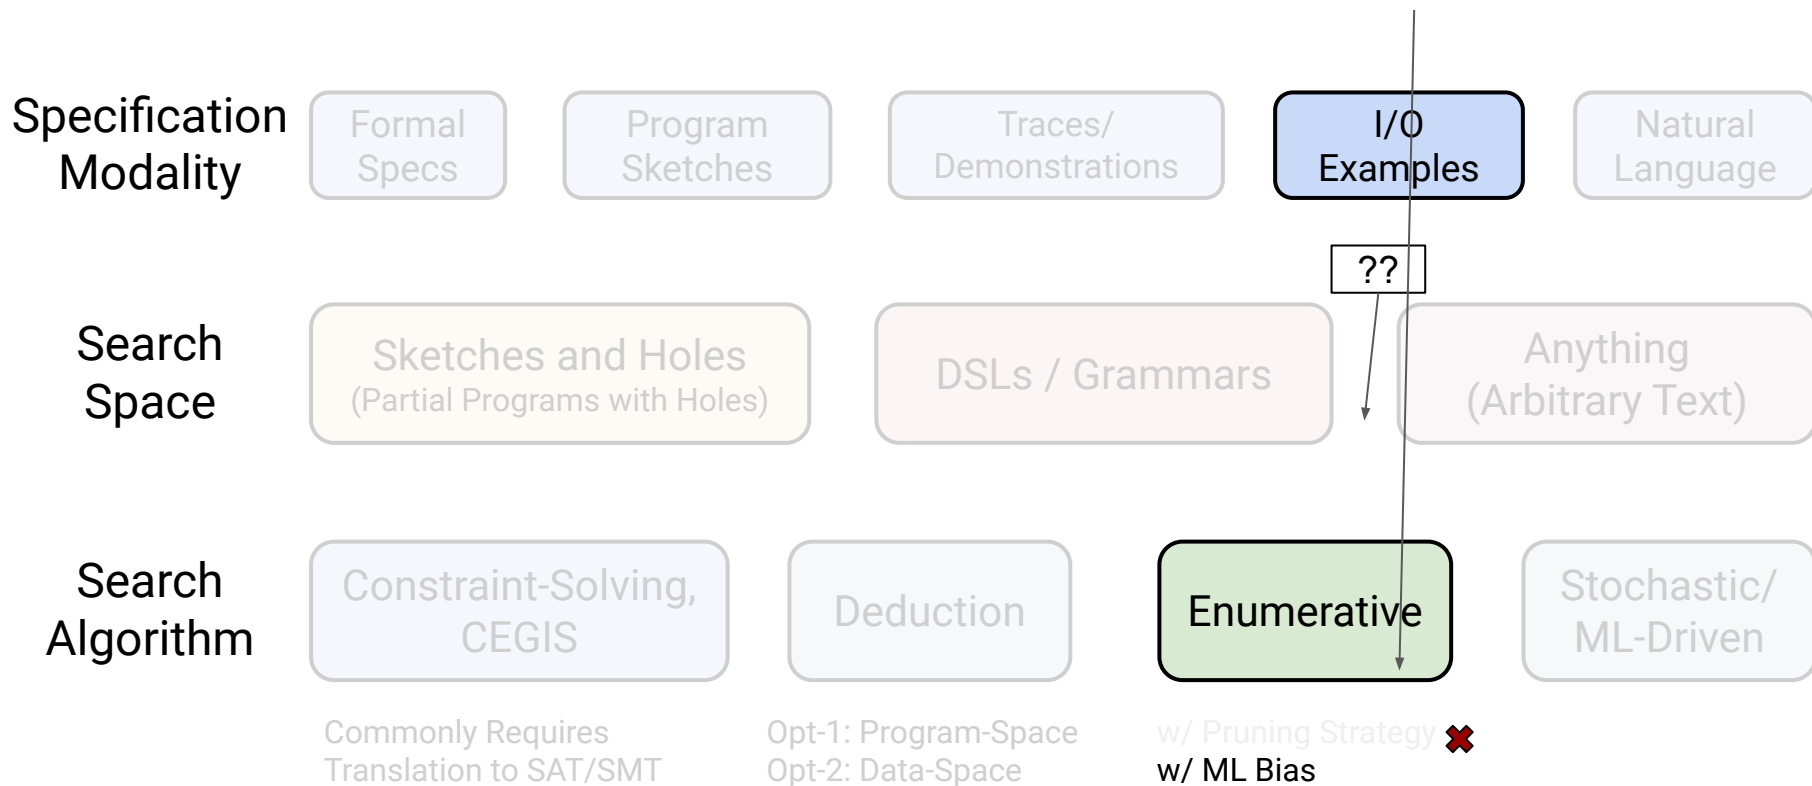 Specification
Modality
Formal
Specs
Program
Sketches
Traces/
Demonstrations
I/O
Examples
Natural
Language
??
Search
Space
Sketches and Holes
(Partial Programs with Holes)
DSLs / Grammars
Anything
(Arbitrary Text)
Search
Algorithm
Constraint-Solving,
CEGIS
Deduction
Enumerative
Stochastic/
ML-Driven
Commonly Requires
Translation to SAT/SMT
Opt-1: Program-Space
Opt-2: Data-Space
w/ Pruning Strategy
w/ ML Bias